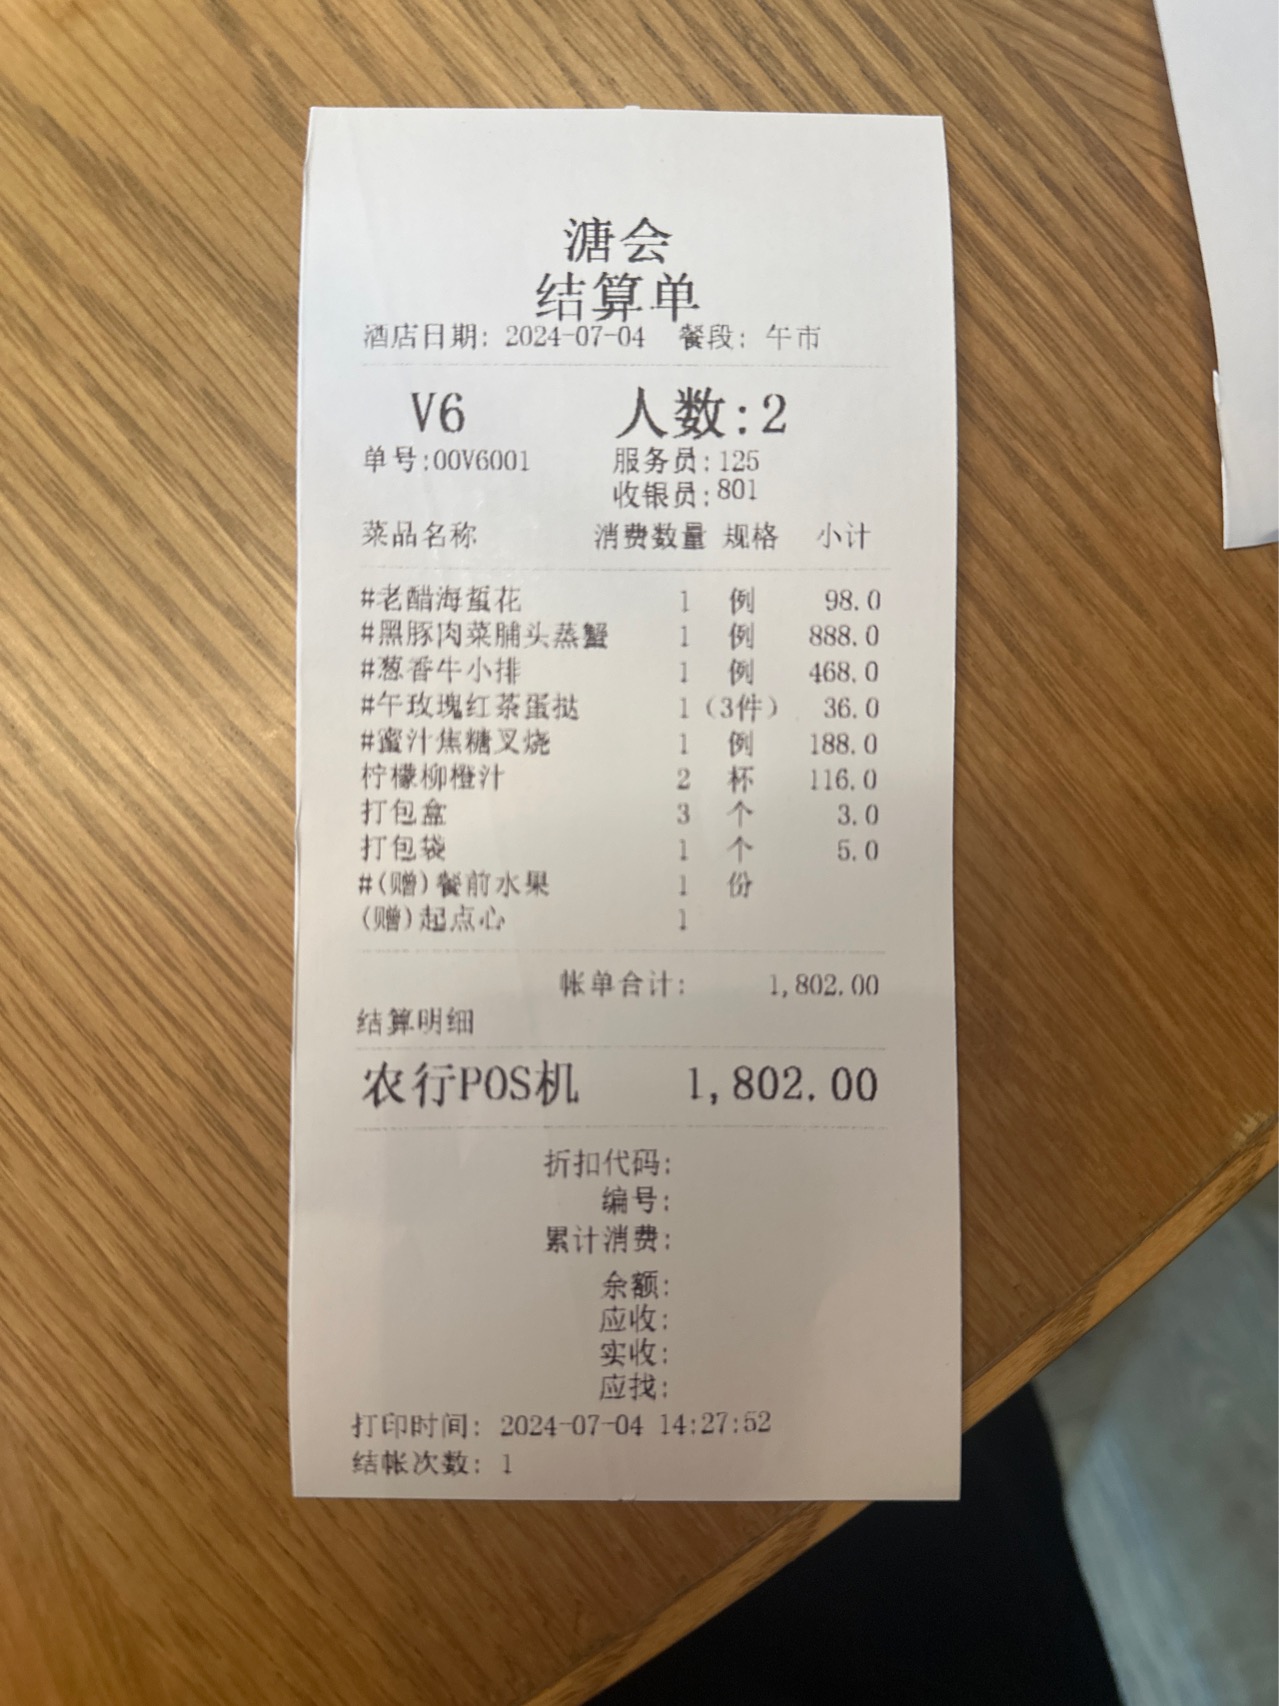 溏会
结算单
酒店日期: 2024-07-04 餐段: 午市
V6 人数:2
单号:00V6001 服务员:125
收银员:801
菜品名称 消费数量 规格 小计
#老醋海蜇花 1 例 98.0
#黑豚肉菜脯头蒸蟹 1 例 888.0
#葱香牛小排 1 例 468.0
#午玫瑰红茶蛋挞 1 (3件) 36.0
#蜜汁焦糖叉烧 1 例 188.0
柠檬柳橙汁 2 杯 116.0
打包盒 3 个 3.0
打包袋 1 个 5.0
#(赠)餐前水果 1 份
(赠)起点心 1
帐单合计: 1,802.00
结算明细
农行POS机 1,802.00
折扣代码:
编号:
累计消费:
余额:
应收:
实收:
应找:
打印时间: 2024-07-04 14:27:52
结帐次数: 1